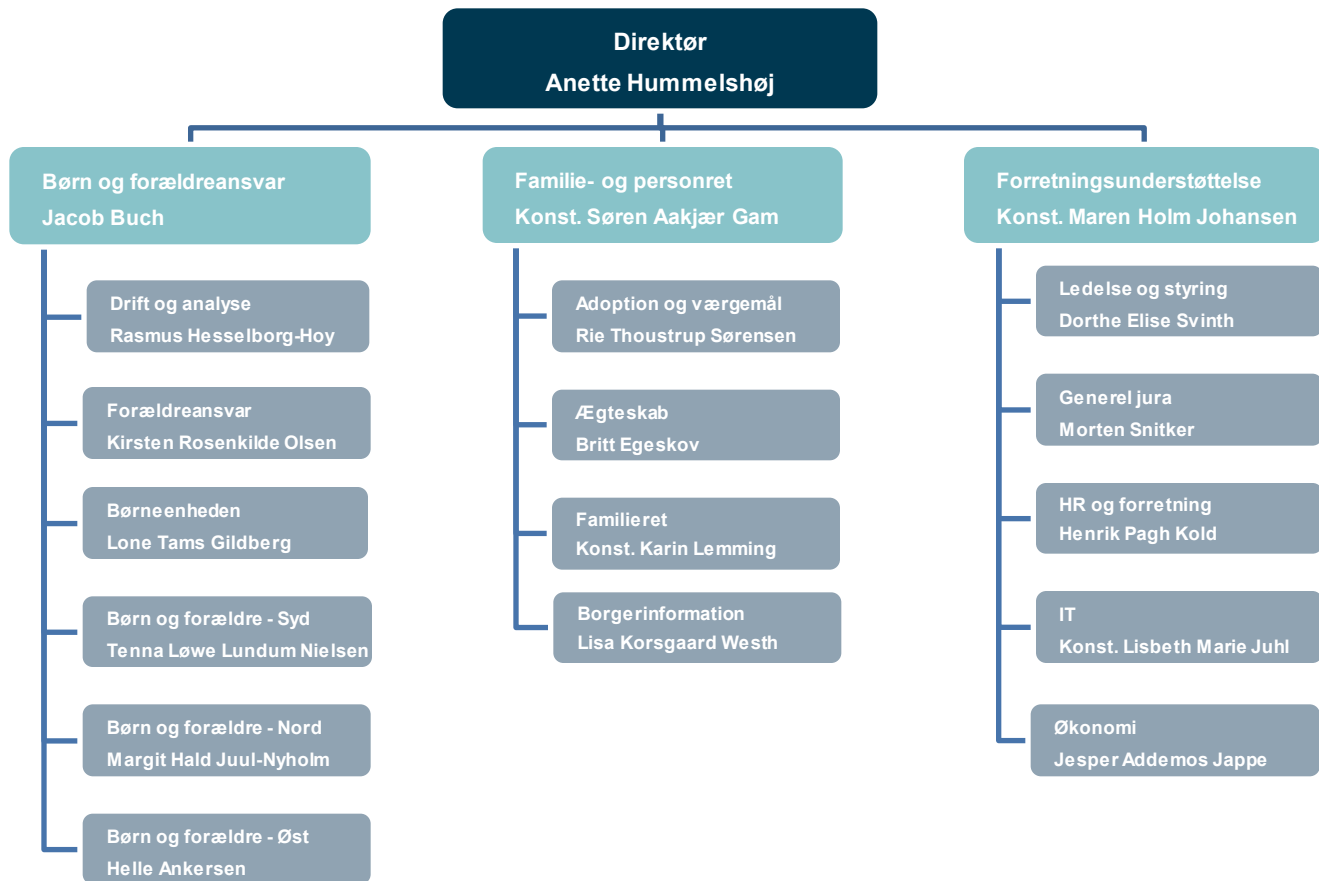 Direktør
Anette Hummelshøj
Børn og forældreansvar
Jacob Buch
Drift og analyse
Rasmus Hesselborg-Hoy
Forældreansvar
Kirsten Rosenkilde Olsen
Børneenheden
Lone Tams Gildberg
Børn og forældre - Syd
Tenna Løwe Lundum Nielsen
Børn og forældre - Nord
Margit Hald Juul-Nyholm
Børn og forældre - Øst
Helle Ankersen
Familie- og personret
Konst. Søren Aakjær Gam
Adoption og værgemål
Rie Thoustrup Sørensen
Ægteskab
Britt Egeskov
Familieret
Konst. Karin Lemming
Borgerinformation
Lisa Korsgaard Westh
Forretningsunderstøttelse
Konst. Maren Holm Johansen
Ledelse og styring
Dorthe Elise Svinth
Generel jura
Morten Snitker
HR og forretning
Henrik Pagh Kold
IT
Konst. Lisbeth Marie Juhl
Økonomi
Jesper Addemos Jappe